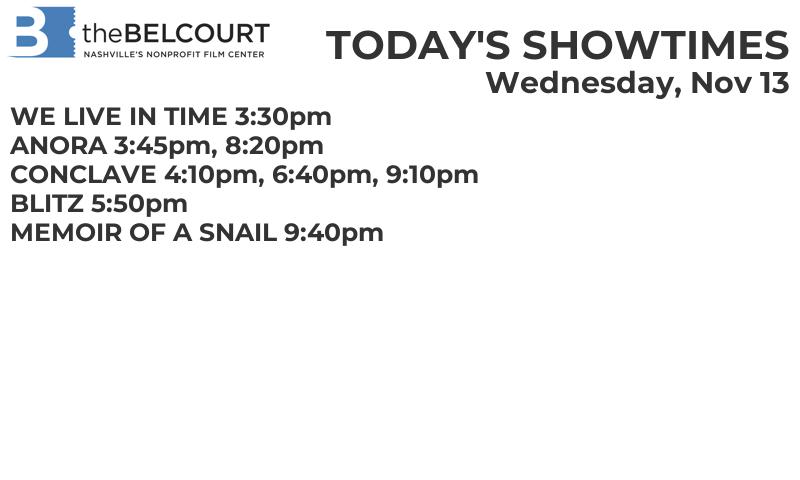 B theBELCOURT
NASHVILLE'S NONPROFIT FILM CENTER
TODAY'S SHOWTIMES
Wednesday, Nov 13
WE LIVE IN TIME 3:30pm
ANORA 3:45pm, 8:20pm
CONCLAVE 4:10pm, 6:40pm, 9:10pm
BLITZ 5:50pm
MEMOIR OF A SNAIL 9:40pm